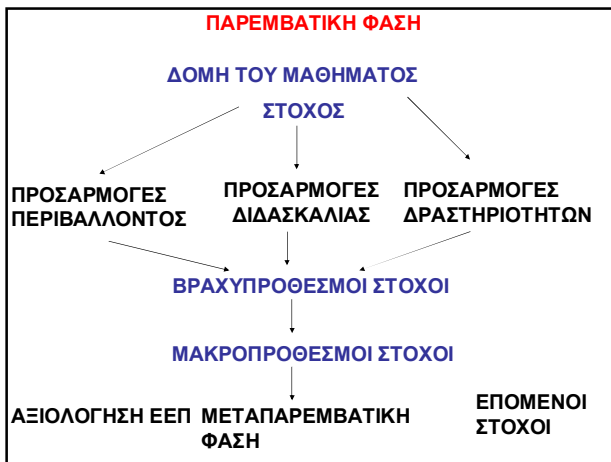 ΠΑΡΕΜΒΑΤΙΚΗ ΦΑΣΗ
ΔΟΜΗ ΤΟΥ ΜΑΘΗΜΑΤΟΣ
ΣΤΟΧΟΣ
ΠΡΟΣΑΡΜΟΓΕΣ
ΠΕΡΙΒΑΛΛΟΝΤΟΣ
ΠΡΟΣΑΡΜΟΓΕΣ
ΔΙΔΑΣΚΑΛΙΑΣ
ΠΡΟΣΑΡΜΟΓΕΣ
ΔΡΑΣΤΗΡΙΟΤΗΤΩΝ
ΒΡΑΧΥΠΡΟΘΕΣΜΟΙ ΣΤΟΧΟΙ
ΜΑΚΡΟΠΡΟΘΕΣΜΟΙ ΣΤΟΧΟΙ
ΑΞΙΟΛΟΓΗΣΗ ΕΕΠ
ΜΕΤΑΠΑΡΕΜΒΑΤΙΚΗ
ΦΑΣΗ
ΕΠΟΜΕΝΟΙ
ΣΤΟΧΟΙ